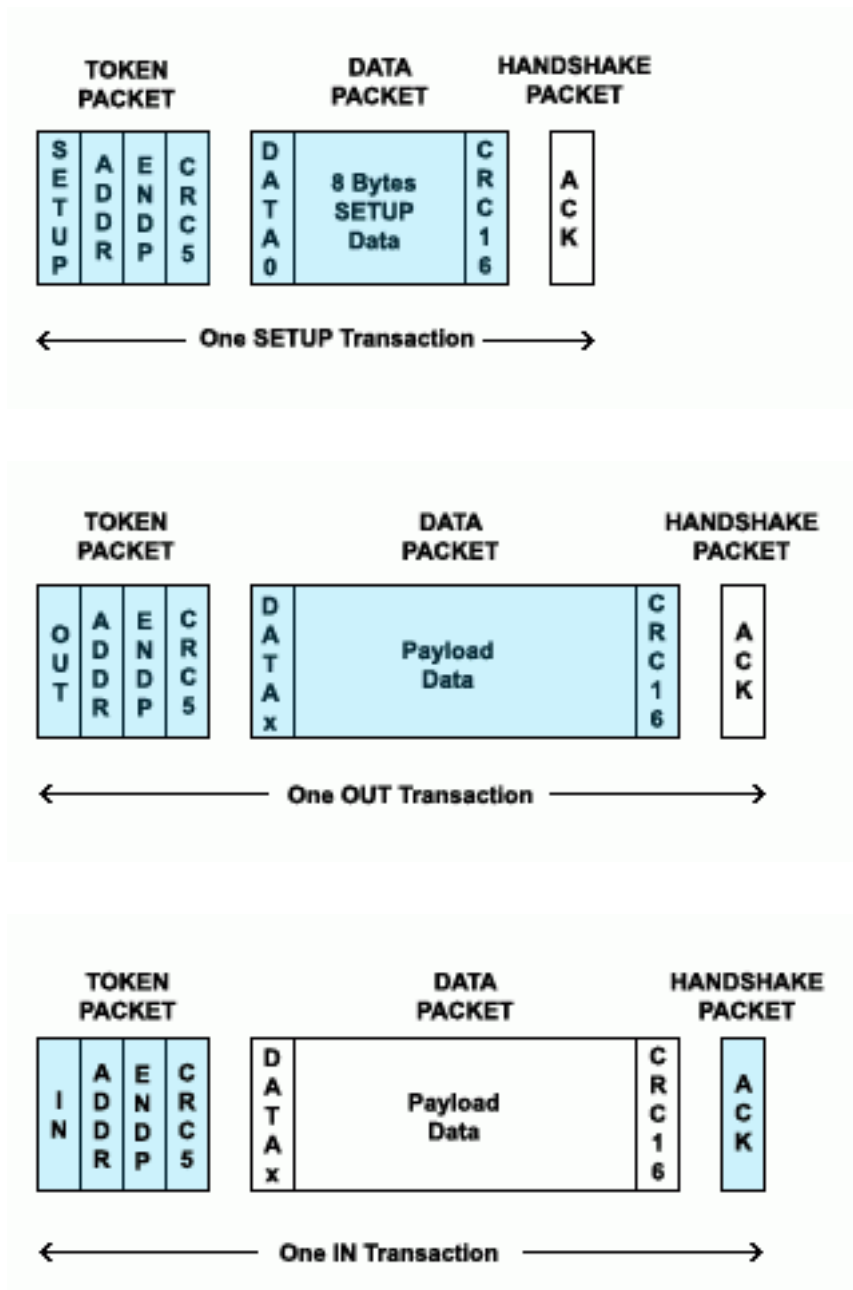 TOKEN
PACKET
DATA
PACKET
HANDSHAKE
PACKET
SETUP
ADDR
ENDP
CRC5
DATA0
8 Bytes
SETUP
Data
CRC16
ACK
One SETUP Transaction
TOKEN
PACKET
DATA
PACKET
HANDSHAKE
PACKET
OUT
ADDR
ENDP
CRC5
DATAx
Payload
Data
CRC16
ACK
One OUT Transaction
TOKEN
PACKET
DATA
PACKET
HANDSHAKE
PACKET
IN
ADDR
ENDP
CRC5
DATAx
Payload
Data
CRC16
ACK
One IN Transaction